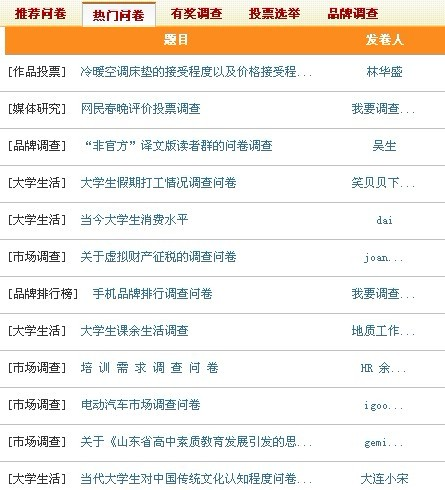 推荐问卷 热门问卷 有奖调查 投票选举 品牌调查
题目 发卷人
[作品投票] 冷暖空调床垫的接受程度以及价格接受程... 林华盛
[媒体研究] 网民春晚评价投票调查 我要调查...
[品牌调查] “非官方”译文版读者群的问卷调查 吴生
[大学生活] 大学生假期打工情况调查问卷 笑贝贝下...
[大学生活] 当今大学生消费水平 dai
[市场调查] 关于虚拟财产征税的调查问卷 joan...
[品牌排行榜] 手机品牌排行调查问卷 我要调查...
[大学生活] 大学生课余生活调查 地质工作...
[市场调查] 培 训 需 求 调 查 问 卷 HR 余...
[市场调查] 电动汽车市场调查问卷 igoo...
[市场调查] 关于《山东省高中素质教育发展引发的思... gemi...
[大学生活] 当代大学生对中国传统文化认知程度问卷... 大连小宋